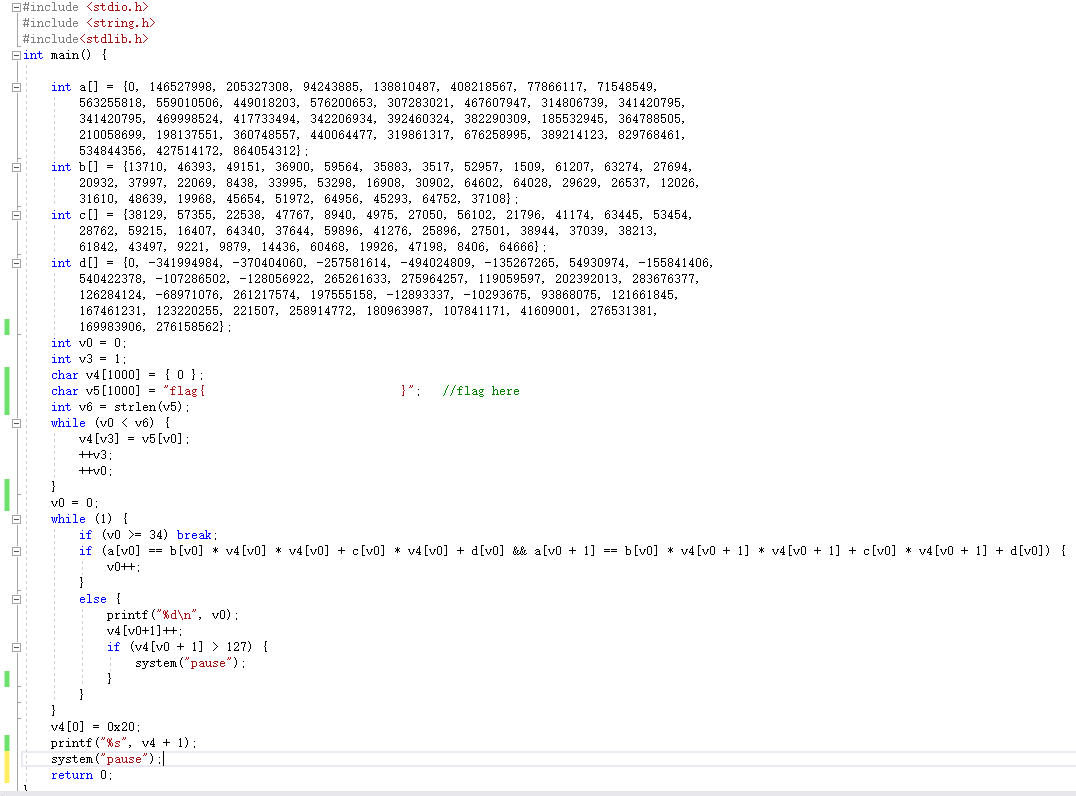 #include <stdio.h>
#include <string.h>
#include<stdlib.h>
int main() {
int a[] = {0, 146527998, 205327308, 94243885, 138810487, 408218567, 77866117, 71548549,
563255818, 559010506, 449018203, 576200653, 307283021, 467607947, 314806739, 341420795,
341420795, 469998524, 417733494, 342206934, 392460324, 382290309, 185532945, 364788505,
210058699, 198137551, 360748557, 440064477, 319861317, 676258995, 389214123, 829768461,
534844356, 427514172, 864054312};
int b[] = {13710, 46393, 49151, 36900, 59564, 35883, 3517, 52957, 1509, 61207, 63274, 27694,
20932, 37997, 22069, 8438, 33995, 53298, 16908, 30902, 64602, 64028, 29629, 26537, 12026,
31610, 48639, 19968, 45654, 51972, 64956, 45293, 64752, 37108};
int c[] = {38129, 57355, 22538, 47767, 8940, 4975, 27050, 56102, 21796, 41174, 63445, 53454,
28762, 59215, 16407, 64340, 37644, 59896, 41276, 25896, 27501, 38944, 37039, 38213,
61842, 43497, 9221, 9879, 14436, 60468, 19926, 47198, 8406, 64666};
int d[] = {0, -341994984, -370404060, -257581614, -494024809, -135267265, 54930974, -155841406,
540422378, -107286502, -128056922, 265261633, 275964257, 119059597, 202392013, 283676377,
126284124, -68971076, 261217574, 197555158, -12893337, -10293675, 93868075, 121661845,
167461231, 123220255, 221507, 258914772, 180963987, 107841171, 41609001, 276531381,
169983906, 276158562};
int v0 = 0;
int v3 = 1;
char v4[1000] = { 0 };
char v5[1000] = "flag{                            }";   //flag here
int v6 = strlen(v5);
while (v0 < v6) {
v4[v3] = v5[v0];
++v3;
++v0;
}
v0 = 0;
while (1) {
if (v0 >= 34) break;
if (a[v0] == b[v0] * v4[v0] * v4[v0] + c[v0] * v4[v0] + d[v0] && a[v0 + 1] == b[v0] * v4[v0 + 1] * v4[v0 + 1] + c[v0] * v4[v0 + 1] + d[v0]) {
v0++;
}
else {
printf("%d\n", v0);
v4[v0+1]++;
if (v4[v0 + 1] > 127) {
system("pause");
}
}
}
v4[0] = 0x20;
printf("%s", v4 + 1);
system("pause");
return 0;
}